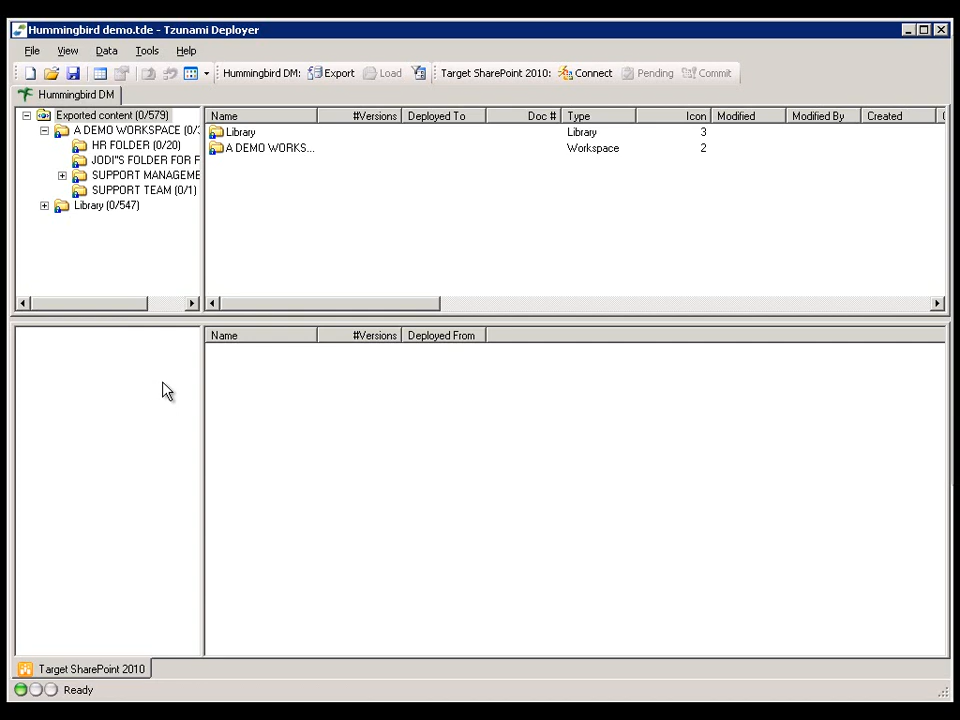 Hummingbird demo.tde - Tzunami Deployer
File View Data Tools Help
Hummingbird DM: Export Load Target SharePoint 2010: Connect Pending Commit
Hummingbird DM
Exported content (0/579)
A DEMO WORKSPACE (0/3
HR FOLDER (0/20)
JODI"S FOLDER FOR F
SUPPORT MANAGEME
SUPPORT TEAM (0/1)
Library (0/547)
Name #Versions Deployed To Doc # Type Icon Modified Modified By Created
Library Library 3
A DEMO WORKS... Workspace 2
Name #Versions Deployed From
Target SharePoint 2010
Ready